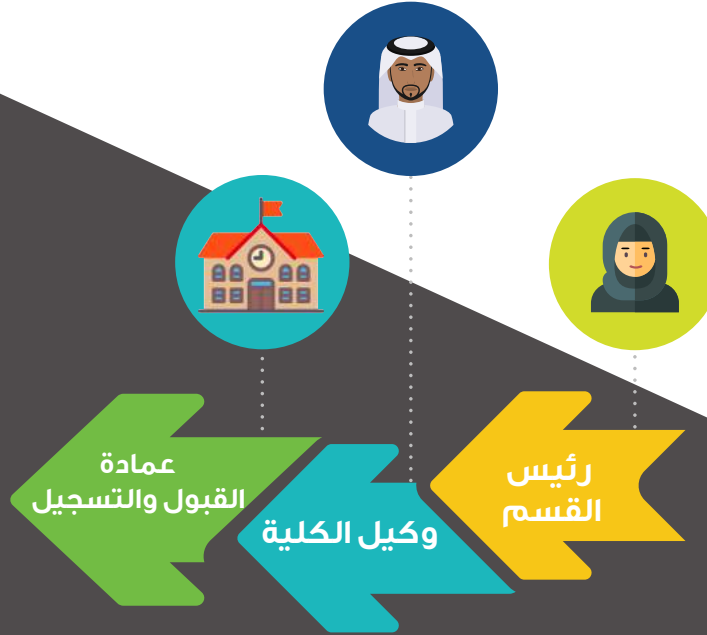 رئيس
القسم
وكيل الكلية
عمادة
القبول والتسجيل